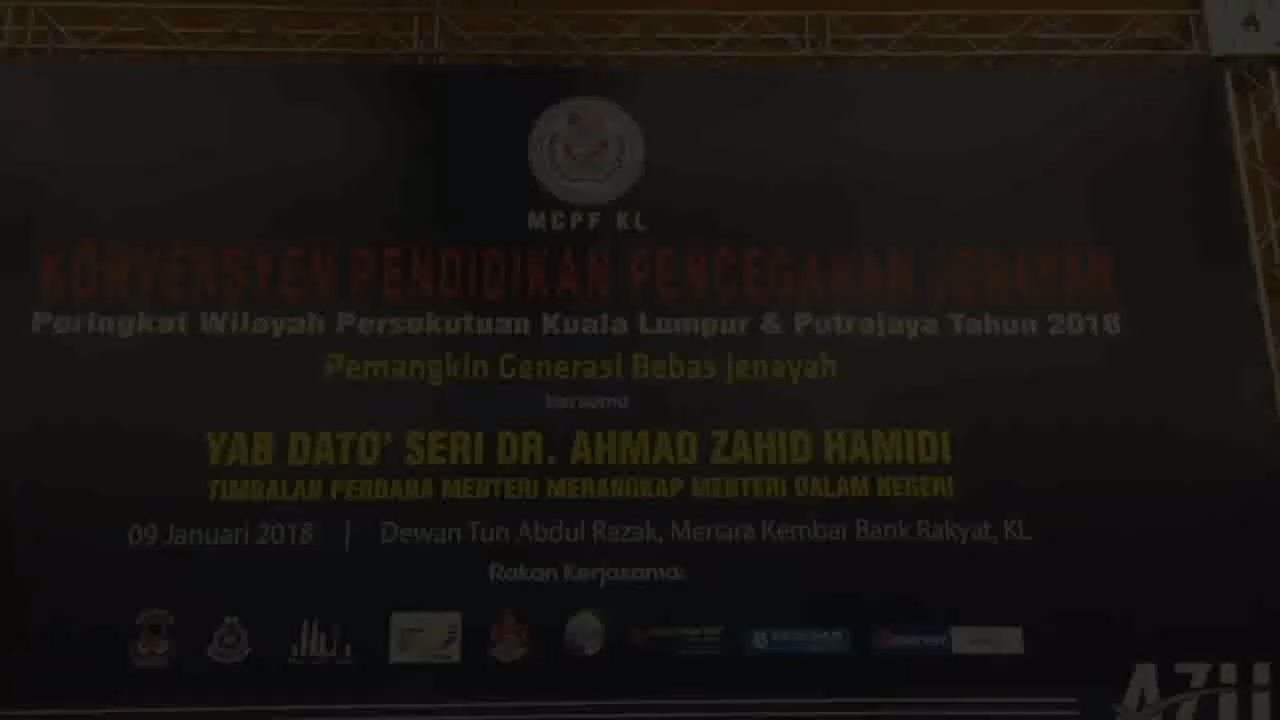 MCPF KL
KONVENSYEN PENDIDIKAN PENCEGAHAN JENAYAH
Peringkat Wilayah Persekutuan Kuala Lumpur & Putrajaya Tahun 2018
Pemangkin Generasi Bebas Jenayah
bersama
YAB DATO' SERI DR. AHMAD ZAHID HAMIDI
TIMBALAN PERDANA MENTERI MERANGKAP MENTERI DALAM NEGERI
09 Januari 2018 | Dewan Tun Abdul Razak, Menara Kembar Bank Rakyat, KL
Rakan Kerjasama: